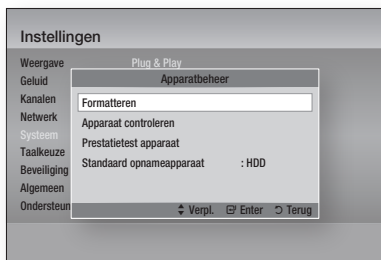 Instellingen
Weergave Plug & Play
Geluid
Kanalen
Netwerk
Systeem
Taalkeuze
Beveiliging
Algemeen
Ondersteun
Apparatbeheer
Formatteren
Apparaat controleren
Prestatietest apparaat
Standaard opnameapparaat : HDD
Verpl. Enter Terug